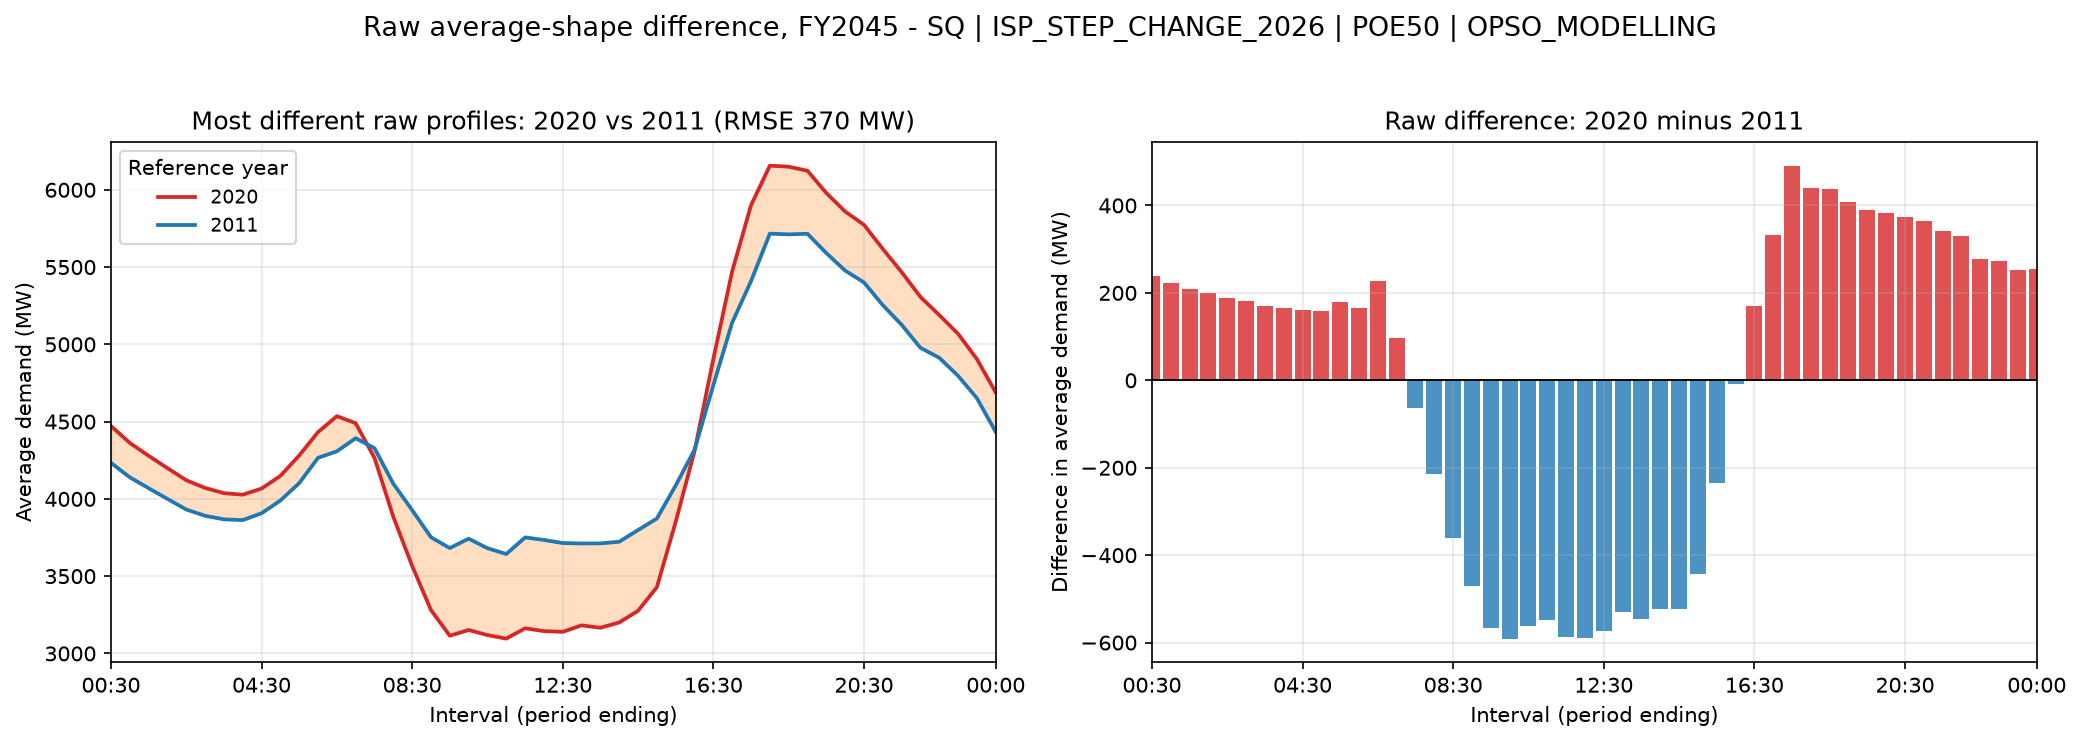 Raw average-shape difference, FY2045 - SQ | ISP_STEP_CHANGE_2026 | POE50 | OPSO_MODELLING
Most different raw profiles: 2020 vs 2011 (RMSE 370 MW)
Reference year
2020
2011
Average demand (MW)
6000
5500
5000
4500
4000
3500
3000
00:30 04:30 08:30 12:30 16:30 20:30 00:00
Interval (period ending)
Raw difference: 2020 minus 2011
Difference in average demand (MW)
400
200
0
−200
−400
−600
00:30 04:30 08:30 12:30 16:30 20:30 00:00
Interval (period ending)